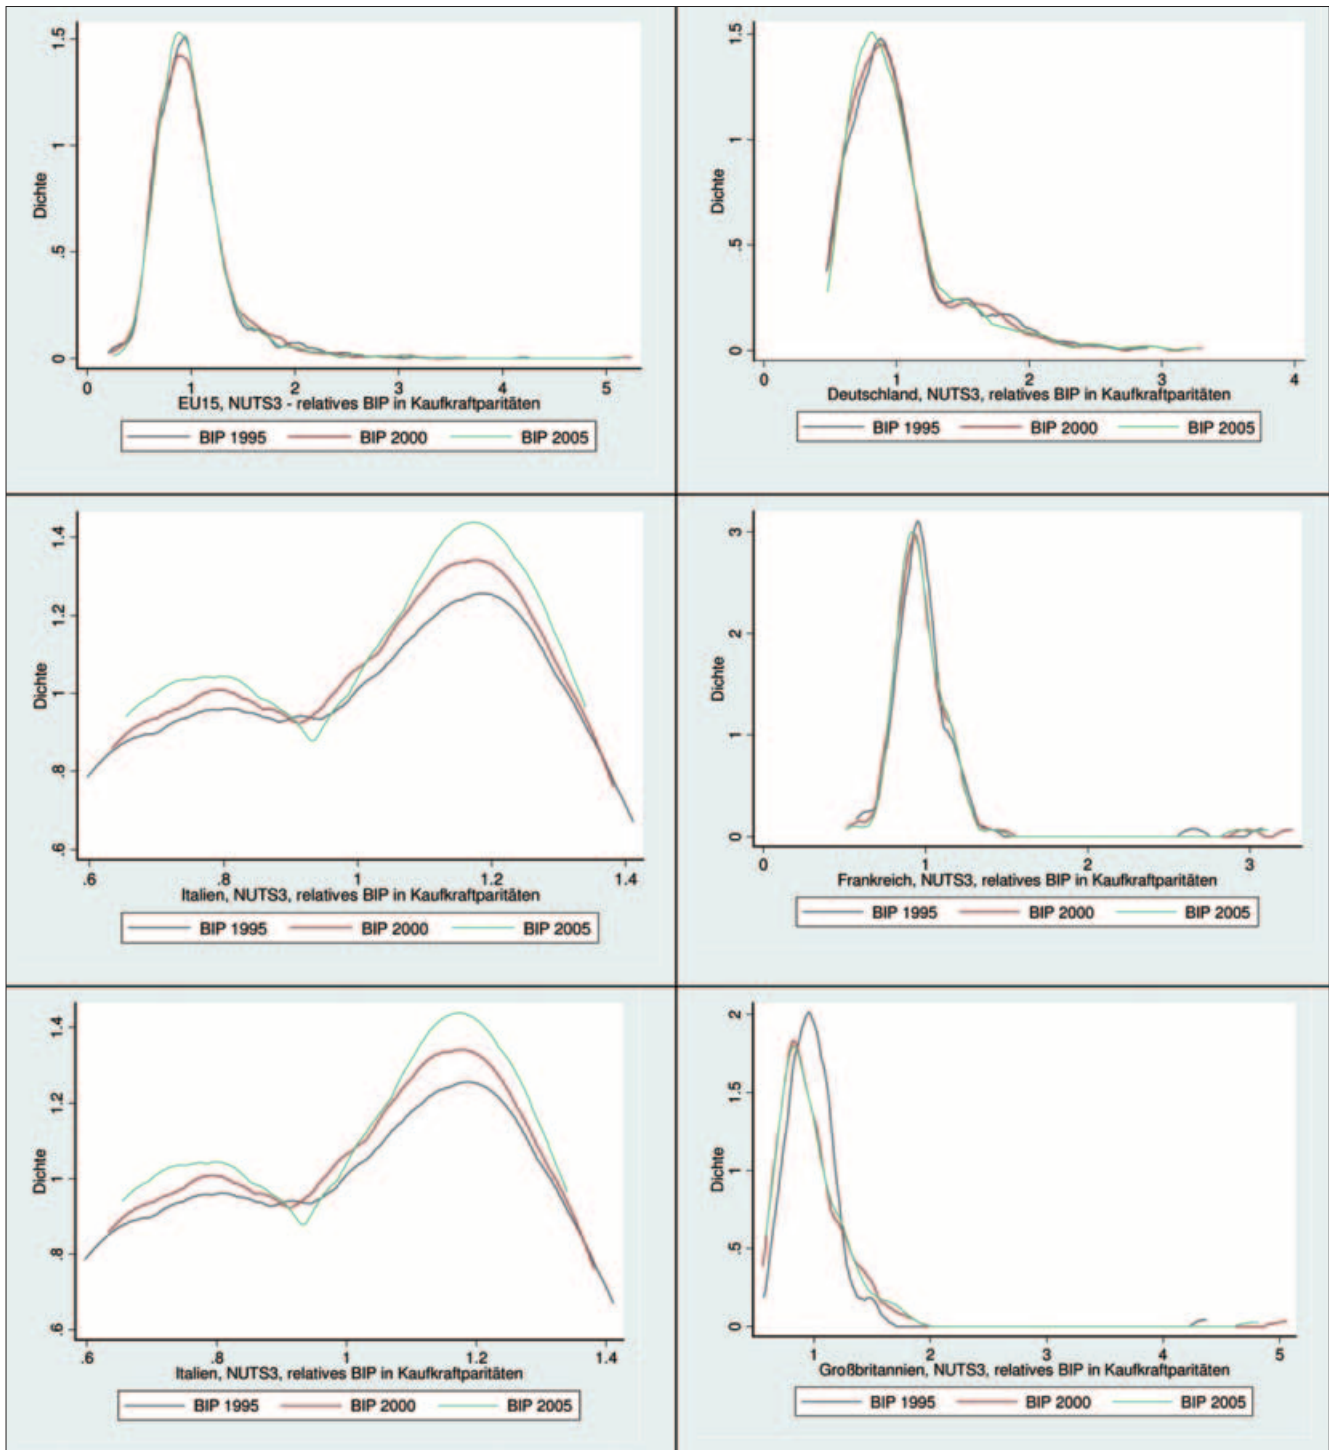 Dichte
0 .5 1 1.5
0 1 2 3 4 5
EU15, NUTS3 - relatives BIP in Kaufkraftparitäten
BIP 1995 BIP 2000 BIP 2005
Dichte
0 .5 1 1.5
0 1 2 3 4
Deutschland, NUTS3, relatives BIP in Kaufkraftparitäten
BIP 1995 BIP 2000 BIP 2005
Dichte
.6 .8 1 1.2 1.4
.6 .8 1 1.2 1.4
Italien, NUTS3, relatives BIP in Kaufkraftparitäten
BIP 1995 BIP 2000 BIP 2005
Dichte
0 1 2 3
0 1 2 3
Frankreich, NUTS3, relatives BIP in Kaufkraftparitäten
BIP 1995 BIP 2000 BIP 2005
Dichte
.6 .8 1 1.2 1.4
.6 .8 1 1.2 1.4
Italien, NUTS3, relatives BIP in Kaufkraftparitäten
BIP 1995 BIP 2000 BIP 2005
Dichte
0 .5 1 1.5 2
1 2 3 4 5
Großbritannien, NUTS3, relatives BIP in Kaufkraftparitäten
BIP 1995 BIP 2000 BIP 2005